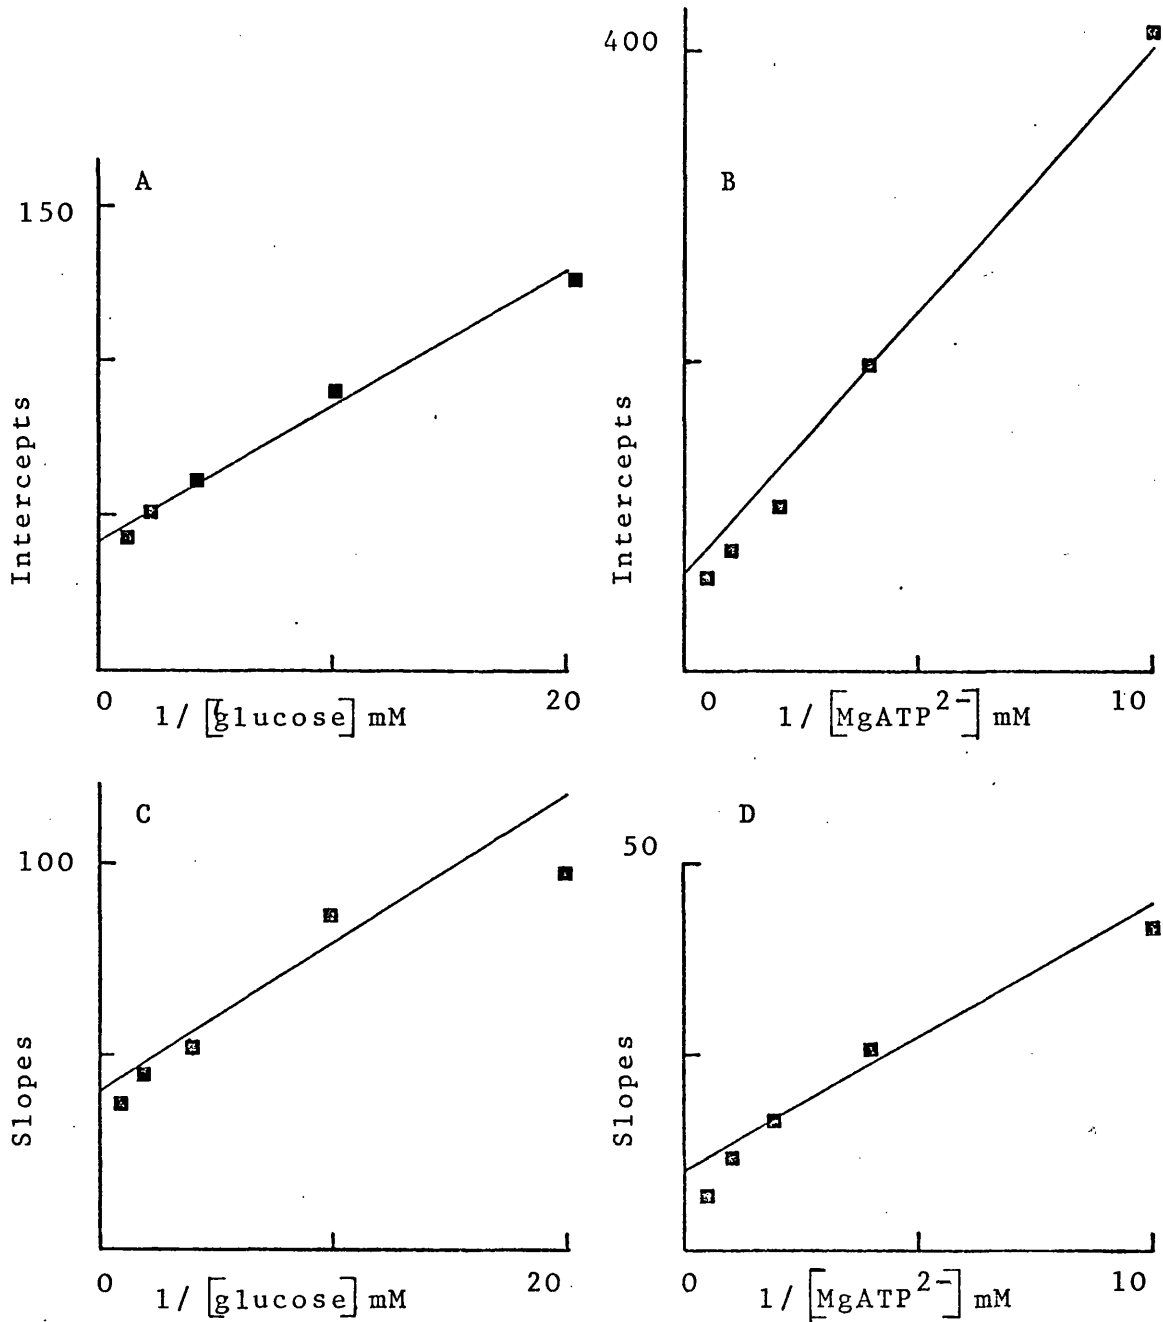 A
150
Intercepts
0
20
1/[glucose] mM
B
400
Intercepts
0
10
1/[MgATP²⁻] mM
C
100
Slopes
0
20
1/[glucose] mM
D
50
Slopes
0
10
1/[MgATP²⁻] mM